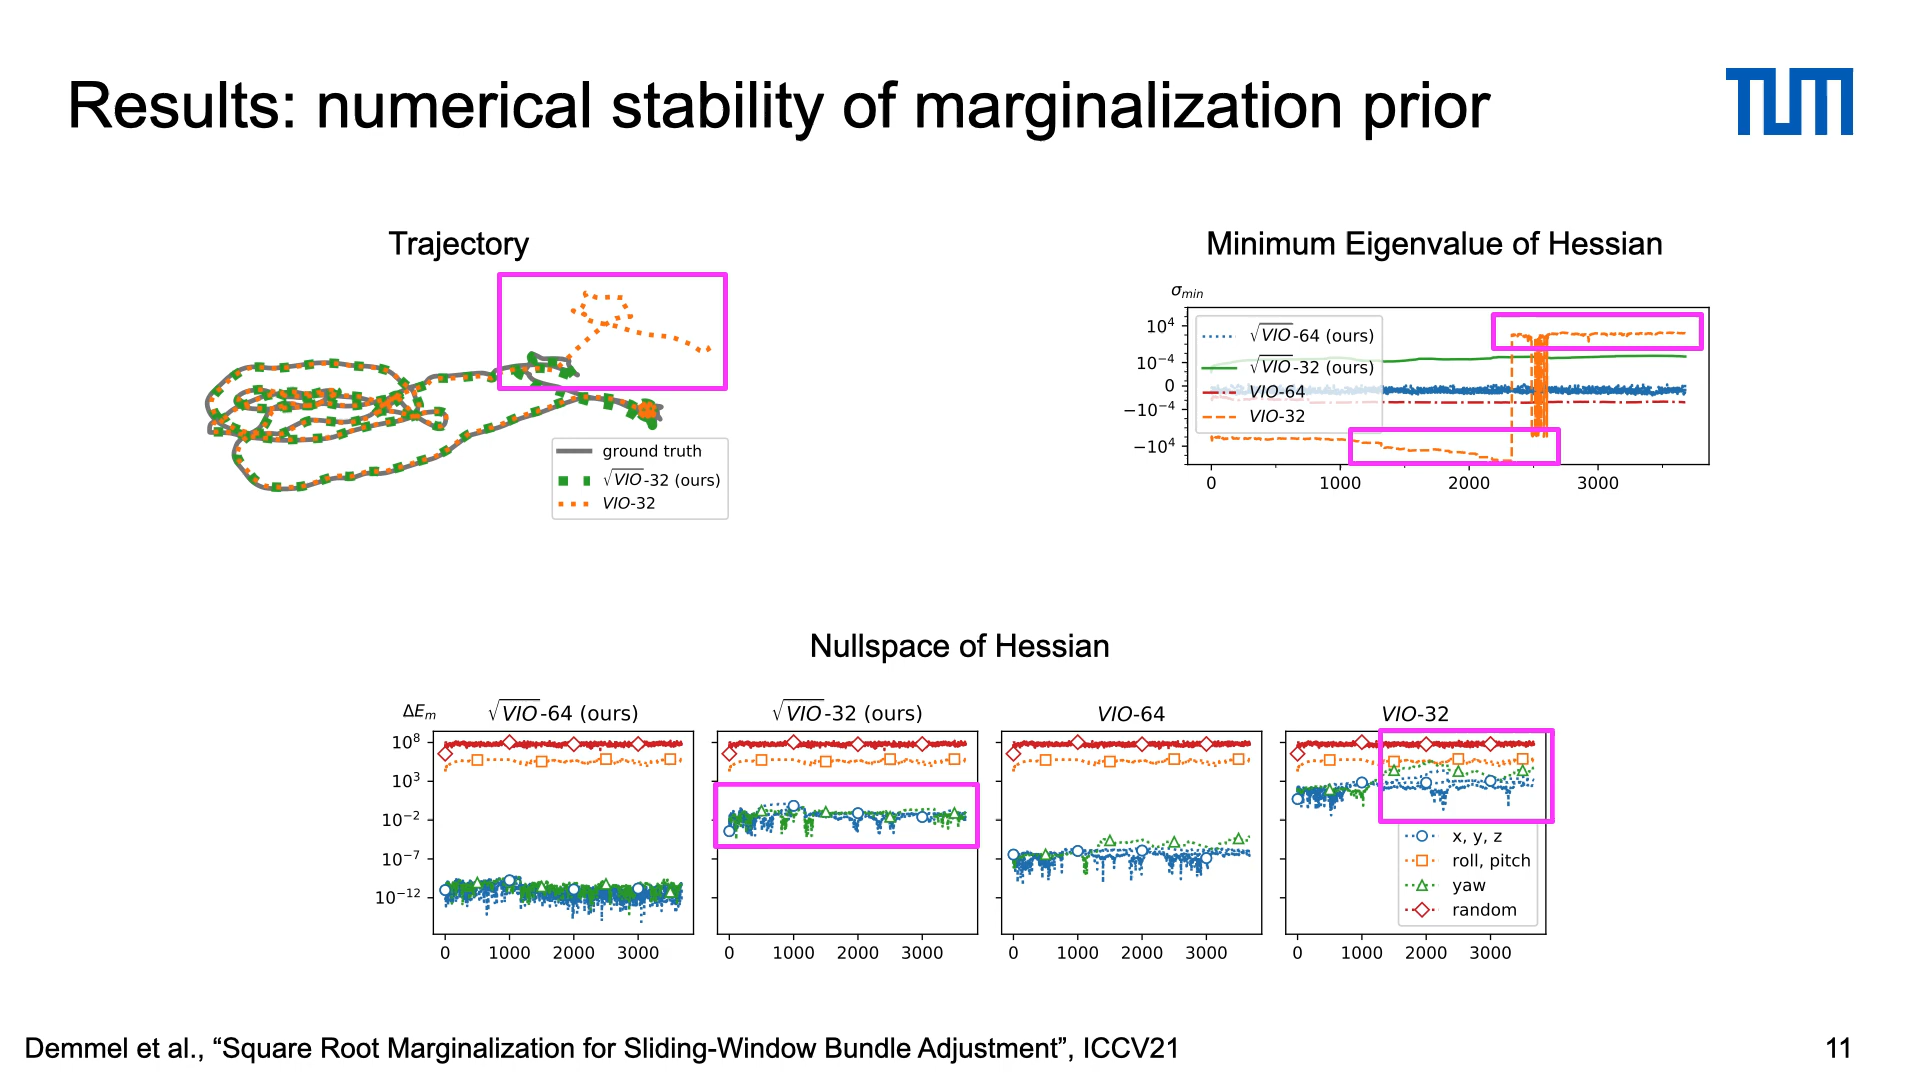 Results: numerical stability of marginalization prior
TUM
Trajectory
ground truth
√VIO-32 (ours)
VIO-32
Minimum Eigenvalue of Hessian
σmin
10⁴
10⁻⁴
0
−10⁻⁴
−10⁴
√VIO-64 (ours)
√VIO-32 (ours)
VIO-64
VIO-32
0 1000 2000 3000
Nullspace of Hessian
ΔEm
√VIO-64 (ours)
√VIO-32 (ours)
VIO-64
VIO-32
10⁸
10³
10⁻²
10⁻⁷
10⁻¹²
0 1000 2000 3000
0 1000 2000 3000
0 1000 2000 3000
0 1000 2000 3000
x, y, z
roll, pitch
yaw
random
Demmel et al., “Square Root Marginalization for Sliding-Window Bundle Adjustment”, ICCV21
11